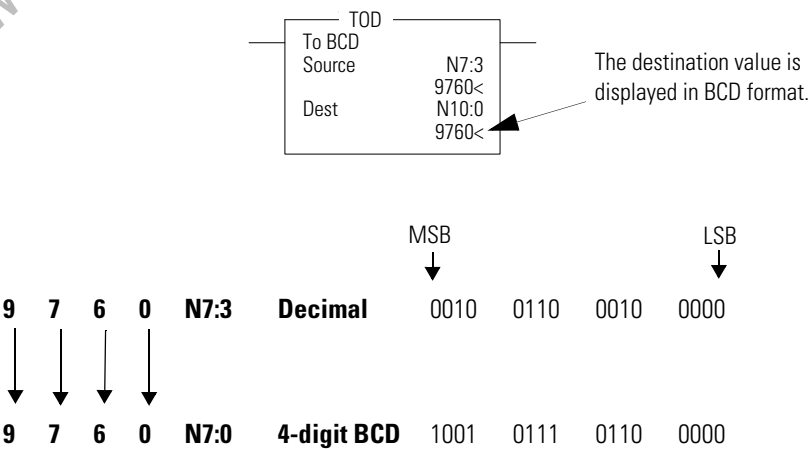 TOD
To BCD
Source N7:3
9760<
Dest N10:0
9760<
The destination value is
displayed in BCD format.
MSB LSB
9 7 6 0 N7:3 Decimal 0010 0110 0010 0000
9 7 6 0 N7:0 4-digit BCD 1001 0111 0110 0000